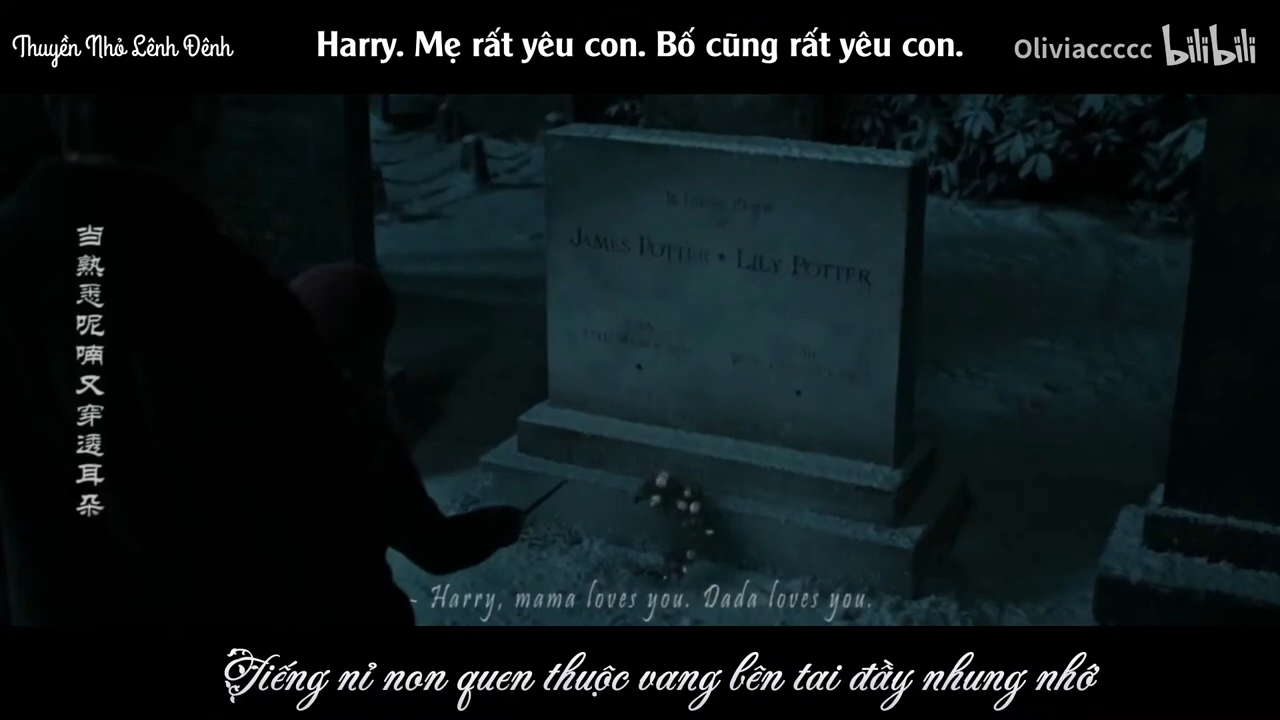 Thuyền Nhỏ Lênh Đênh
Harry. Mẹ rất yêu con. Bố cũng rất yêu con.
Oliviaccccc bilibili
当熟悉呢喃又穿透耳朵
JAMES POTTER • LILY POTTER
- Harry, mama loves you. Dada loves you.
Tiếng nỉ non quen thuộc vang bên tai đầy nhung nhớ